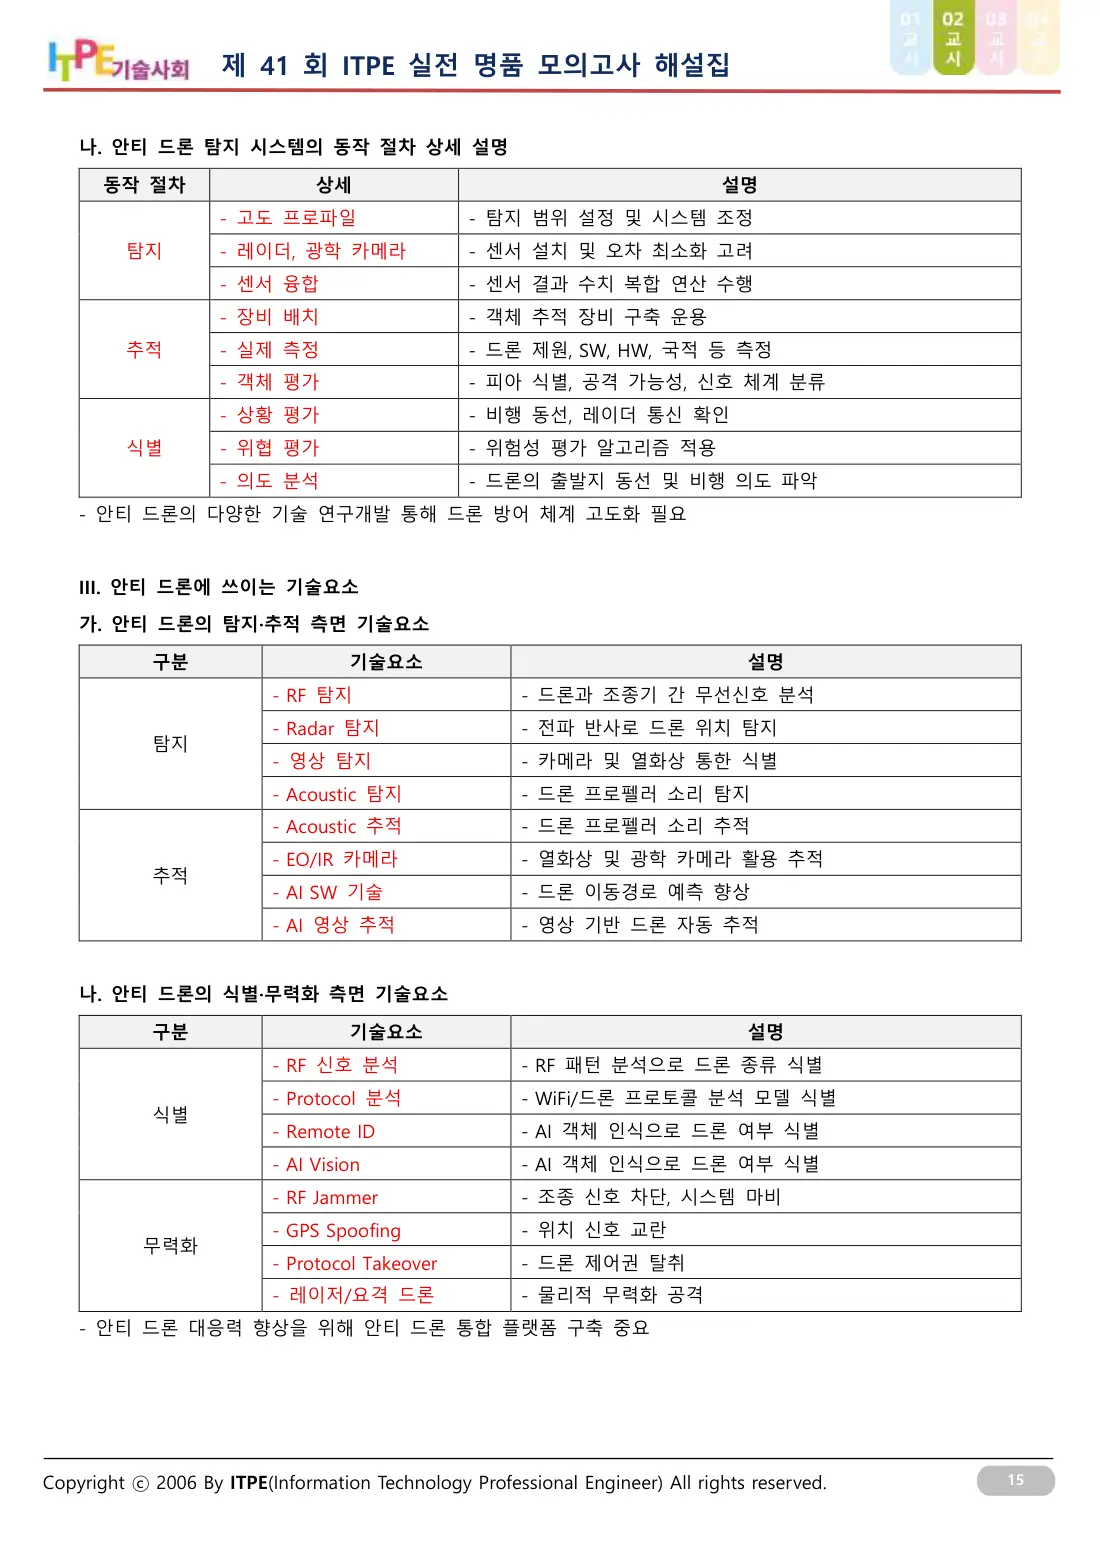 ITPE기술사회 제 41 회 ITPE 실전 명품 모의고사 해설집
01 교시 02 교시 03 교시
나. 안티 드론 탐지 시스템의 동작 절차 상세 설명
동작 절차 상세 설명
탐지 - 고도 프로파일 - 탐지 범위 설정 및 시스템 조정
- 레이더, 광학 카메라 - 센서 설치 및 오차 최소화 고려
- 센서 융합 - 센서 결과 수치 복합 연산 수행
추적 - 장비 배치 - 객체 추적 장비 구축 운용
- 실제 측정 - 드론 제원, SW, HW, 국적 등 측정
- 객체 평가 - 피아 식별, 공격 가능성, 신호 체계 분류
식별 - 상황 평가 - 비행 동선, 레이더 통신 확인
- 위협 평가 - 위험성 평가 알고리즘 적용
- 의도 분석 - 드론의 출발지 동선 및 비행 의도 파악
- 안티 드론의 다양한 기술 연구개발 통해 드론 방어 체계 고도화 필요
III. 안티 드론에 쓰이는 기술요소
가. 안티 드론의 탐지·추적 측면 기술요소
구분 기술요소 설명
탐지 - RF 탐지 - 드론과 조종기 간 무선신호 분석
- Radar 탐지 - 전파 반사로 드론 위치 탐지
- 영상 탐지 - 카메라 및 열화상 통한 식별
- Acoustic 탐지 - 드론 프로펠러 소리 탐지
추적 - Acoustic 추적 - 드론 프로펠러 소리 추적
- EO/IR 카메라 - 열화상 및 광학 카메라 활용 추적
- AI SW 기술 - 드론 이동경로 예측 향상
- AI 영상 추적 - 영상 기반 드론 자동 추적
나. 안티 드론의 식별·무력화 측면 기술요소
구분 기술요소 설명
식별 - RF 신호 분석 - RF 패턴 분석으로 드론 종류 식별
- Protocol 분석 - WiFi/드론 프로토콜 분석 모델 식별
- Remote ID - AI 객체 인식으로 드론 여부 식별
- AI Vision - AI 객체 인식으로 드론 여부 식별
무력화 - RF Jammer - 조종 신호 차단, 시스템 마비
- GPS Spoofing - 위치 신호 교란
- Protocol Takeover - 드론 제어권 탈취
- 레이저/요격 드론 - 물리적 무력화 공격
- 안티 드론 대응력 향상을 위해 안티 드론 통합 플랫폼 구축 중요
Copyright ⓒ 2006 By ITPE(Information Technology Professional Engineer) All rights reserved. 15